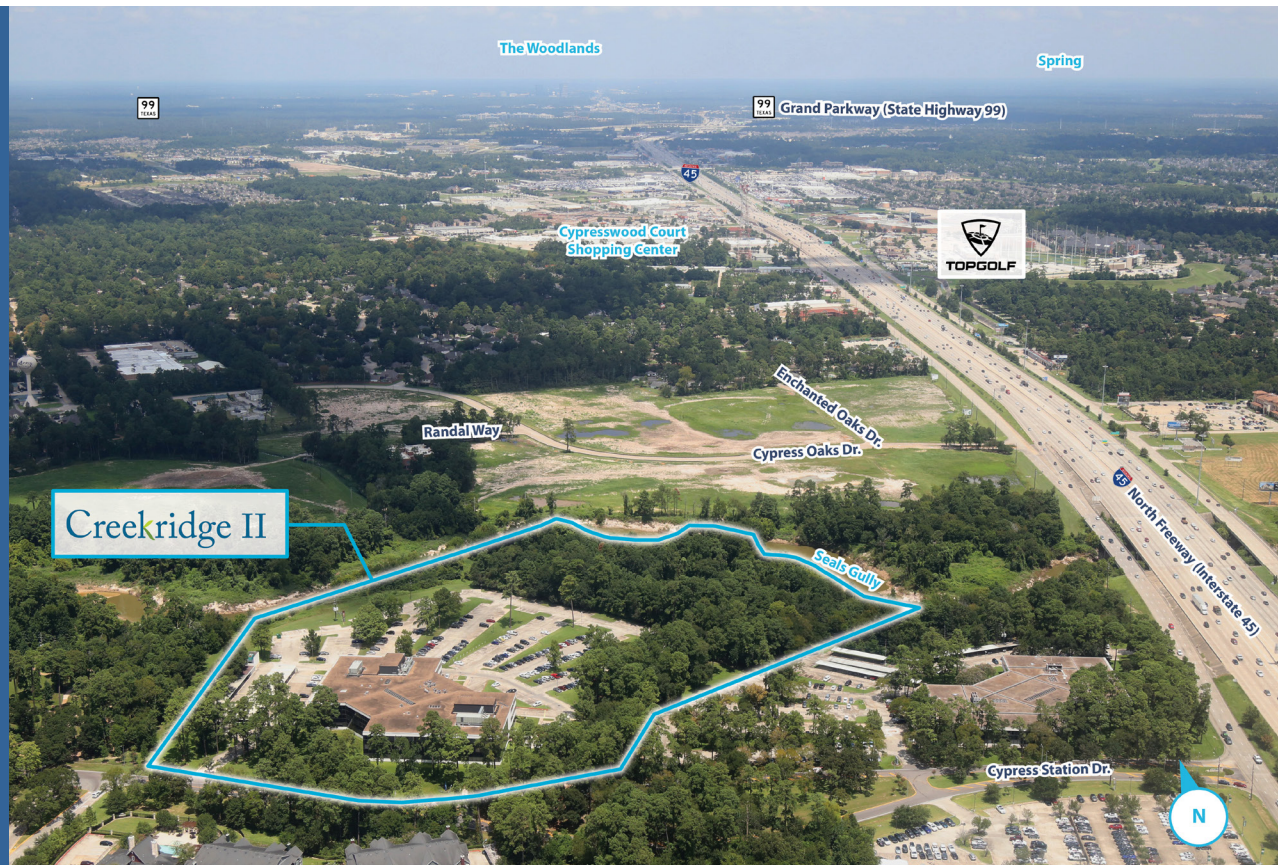 The Woodlands
Spring
99
TEXAS
99
TEXAS
Grand Parkway (State Highway 99)
45
Cypresswood Court
Shopping Center
TOPGOLF
Enchanted Oaks Dr.
Randal Way
Cypress Oaks Dr.
45
North Freeway (Interstate 45)
Creekridge II
Seals Gully
Cypress Station Dr.
N